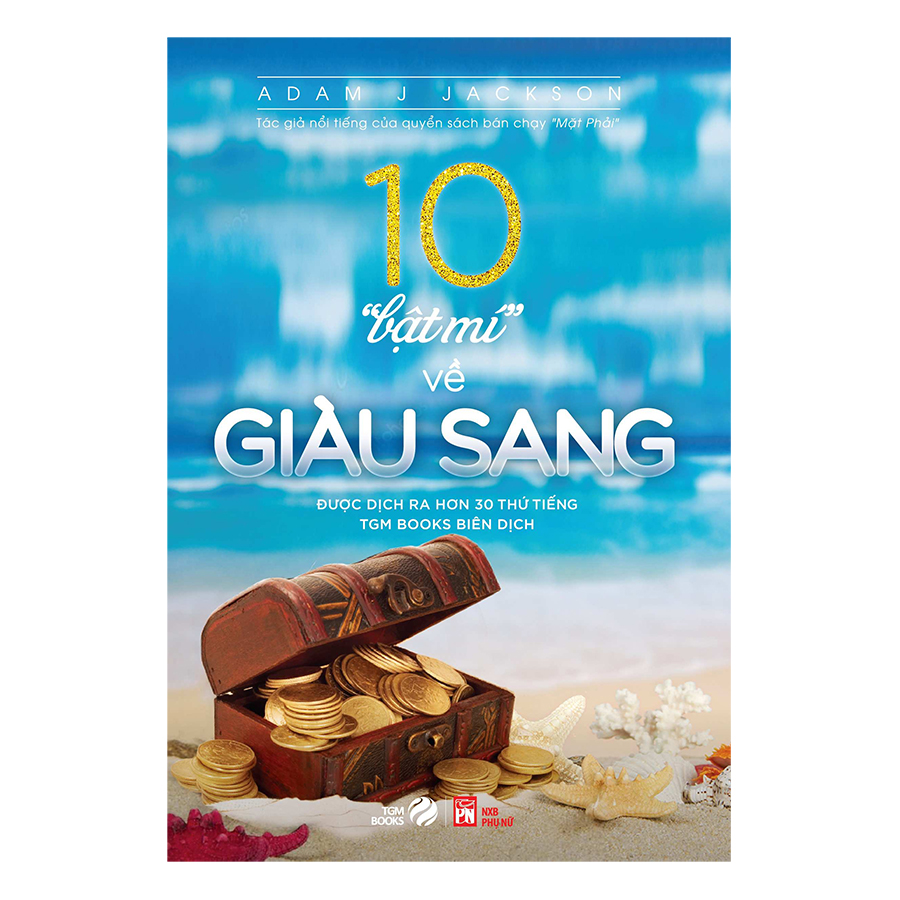 ADAM J JACKSON
Tác giả nổi tiếng của quyển sách bán chạy "Mặt Phải"
10
"bật mí"
về
GIÀU SANG
ĐƯỢC DỊCH RA HƠN 30 THỨ TIẾNG
TGM BOOKS BIÊN DỊCH
TGM
BOOKS
PN
NXB
PHỤ NỮ